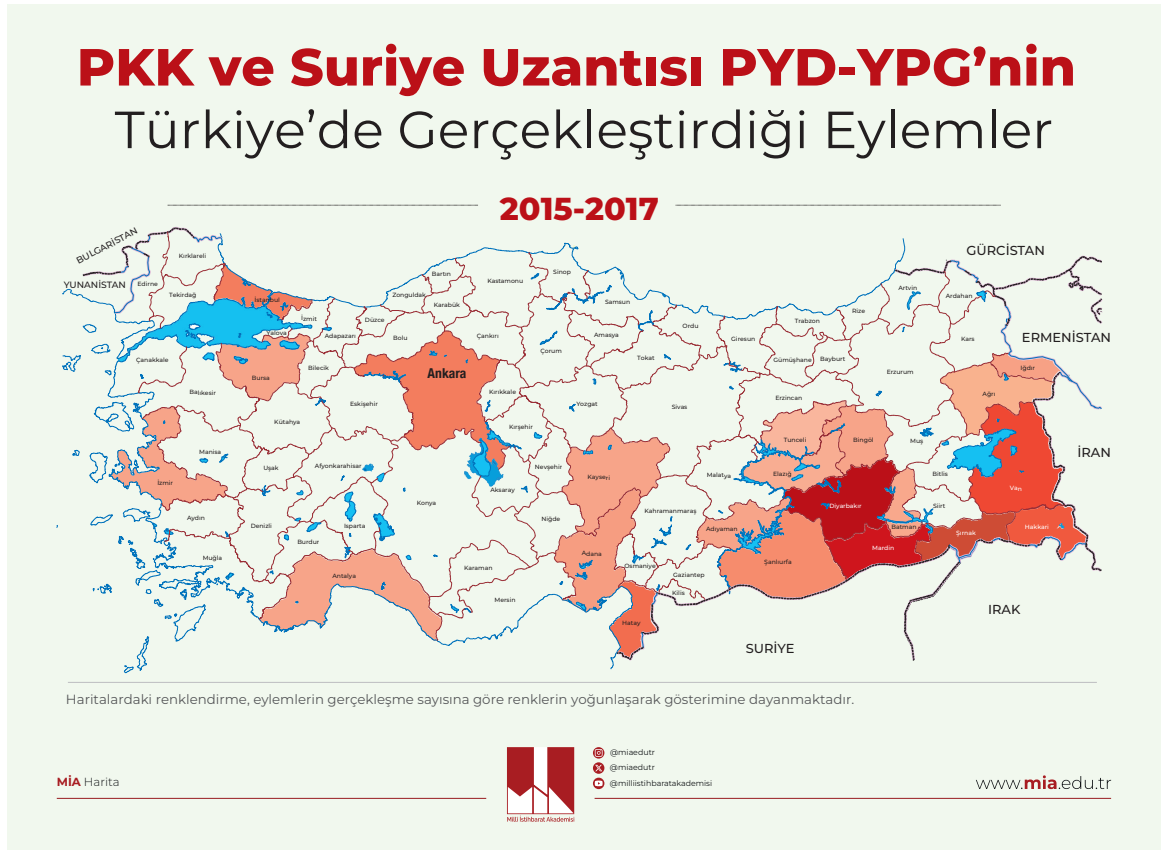 PKK ve Suriye Uzantısı PYD-YPG’nin
Türkiye’de Gerçekleştirdiği Eylemler
2015-2017
BULGARİSTAN
YUNANİSTAN
GÜRCİSTAN
ERMENİSTAN
İRAN
IRAK
SURİYE
Kırklareli
Edirne
Tekirdağ
İstanbul
Yalova
İzmit
Adapazarı
Düzce
Bolu
Zonguldak
Bartın
Karabük
Kastamonu
Sinop
Çankırı
Samsun
Çorum
Amasya
Ordu
Tokat
Giresun
Trabzon
Rize
Artvin
Ardahan
Kars
Gümüşhane
Bayburt
Erzurum
Iğdır
Ağrı
Çanakkale
Balıkesir
Bursa
Bilecik
Eskişehir
Ankara
Kırıkkale
Yozgat
Sivas
Erzincan
Kütahya
Kırşehir
Tunceli
Bingöl
Muş
Manisa
Uşak
Afyonkarahisar
Nevşehir
Kayseri
Malatya
Elazığ
Bitlis
Van
İzmir
Aksaray
Konya
Niğde
Kahramanmaraş
Adıyaman
Diyarbakır
Siirt
Batman
Şırnak
Hakkari
Aydın
Denizli
Isparta
Burdur
Muğla
Antalya
Karaman
Mersin
Adana
Osmaniye
Gaziantep
Kilis
Şanlıurfa
Mardin
Hatay
Haritalardaki renklendirme, eylemlerin gerçekleşme sayısına göre renklerin yoğunlaşarak gösterimine dayanmaktadır.
MİA Harita
Milli İstihbarat Akademisi
@miaedutr
@miaedutr
@milliistihbaratakademisi
www.mia.edu.tr